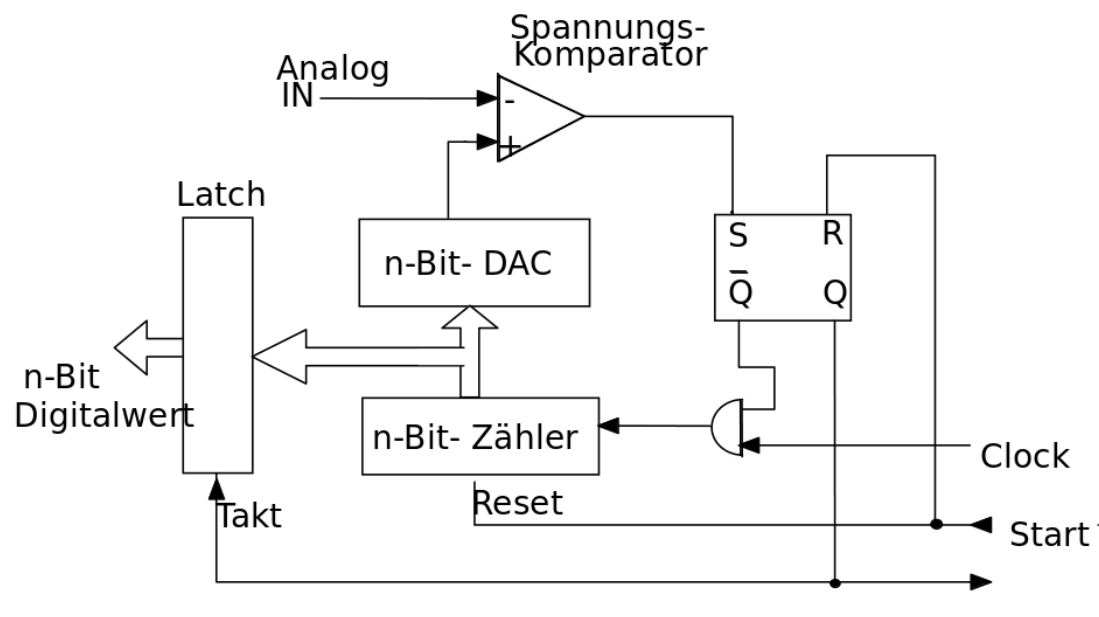 Spannungs-
Komparator
Analog
IN
-
+
Latch
S R
n-Bit- DAC
Q̅ Q
n-Bit
Digitalwert
n-Bit- Zähler
Clock
Reset
Takt
Start